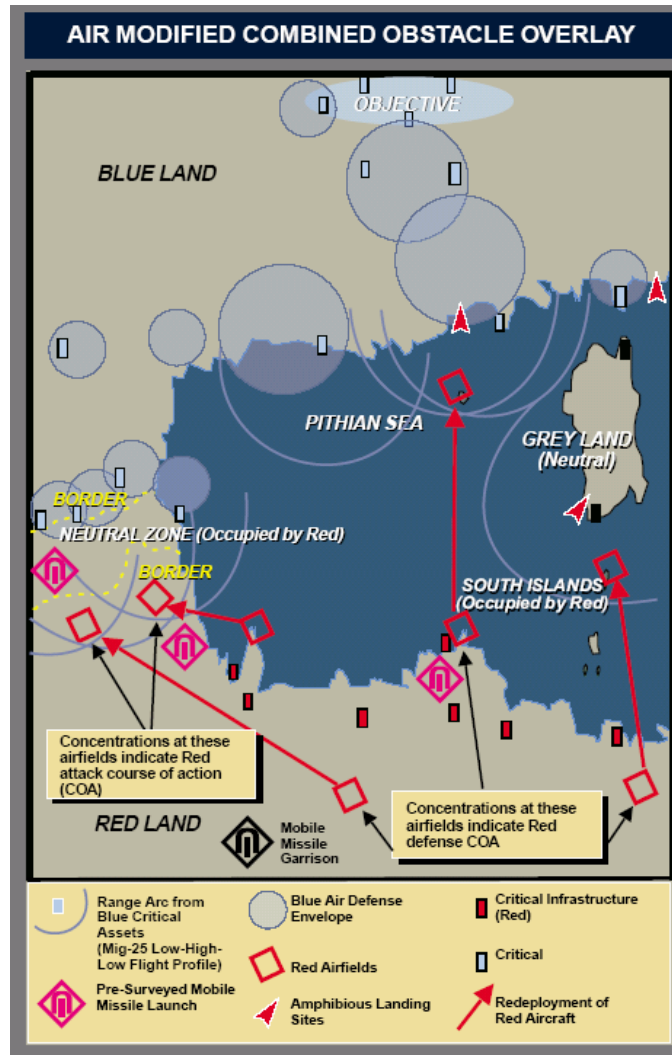 AIR MODIFIED COMBINED OBSTACLE OVERLAY
OBJECTIVE
BLUE LAND
PITHIAN SEA
GREY LAND
(Neutral)
BORDER
NEUTRAL ZONE (Occupied by Red)
BORDER
SOUTH ISLANDS
(Occupied by Red)
Concentrations at these
airfields indicate Red
attack course of action
(COA)
Concentrations at these
airfields indicate Red
defense COA
RED LAND
Mobile
Missile
Garrison
Range Arc from
Blue Critical
Assets
(Mig-25 Low-High-
Low Flight Profile)
Pre-Surveyed Mobile
Missile Launch
Blue Air Defense
Envelope
Red Airfields
Amphibious Landing
Sites
Critical Infrastructure
(Red)
Critical
Redeployment of
Red Aircraft